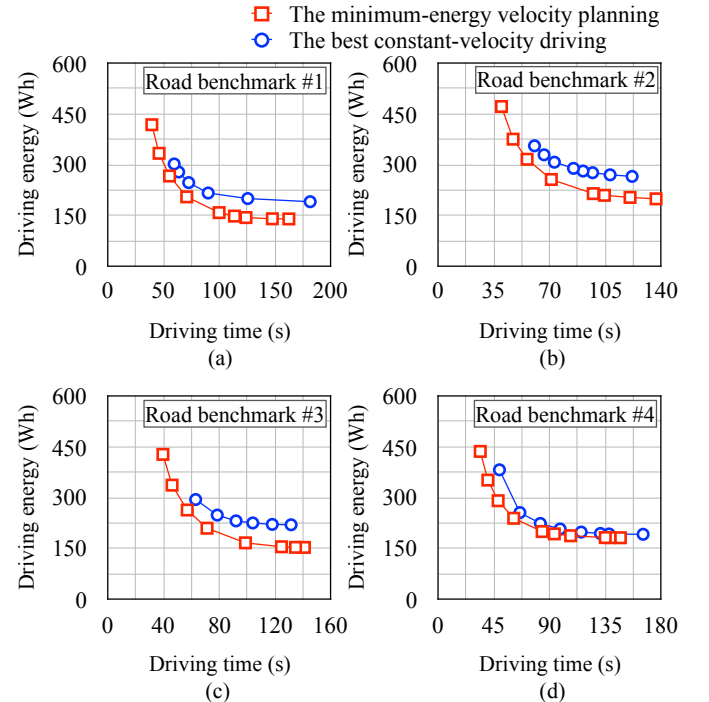 The minimum-energy velocity planning
The best constant-velocity driving
Road benchmark #1
Driving energy (Wh)
600
450
300
150
0
0 50 100 150 200
Driving time (s)
(a)
Road benchmark #2
Driving energy (Wh)
600
450
300
150
0
0 35 70 105 140
Driving time (s)
(b)
Road benchmark #3
Driving energy (Wh)
600
450
300
150
0
0 40 80 120 160
Driving time (s)
(c)
Road benchmark #4
Driving energy (Wh)
600
450
300
150
0
0 45 90 135 180
Driving time (s)
(d)